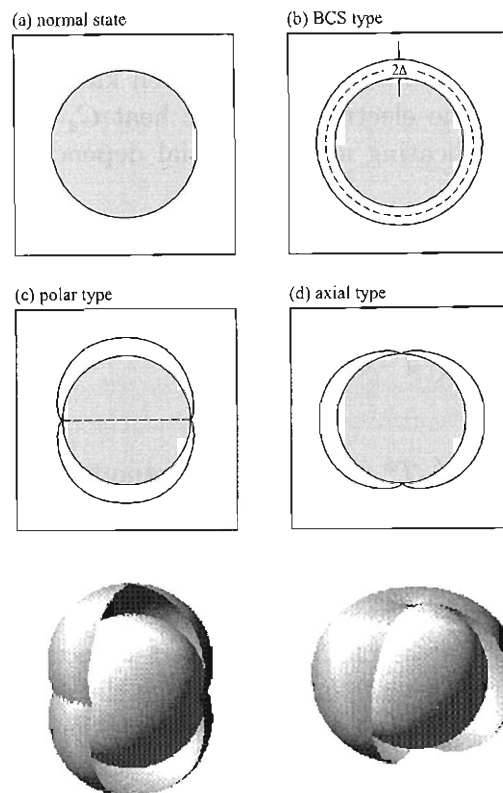 (a) normal state
(b) BCS type
2Δ
(c) polar type
(d) axial type